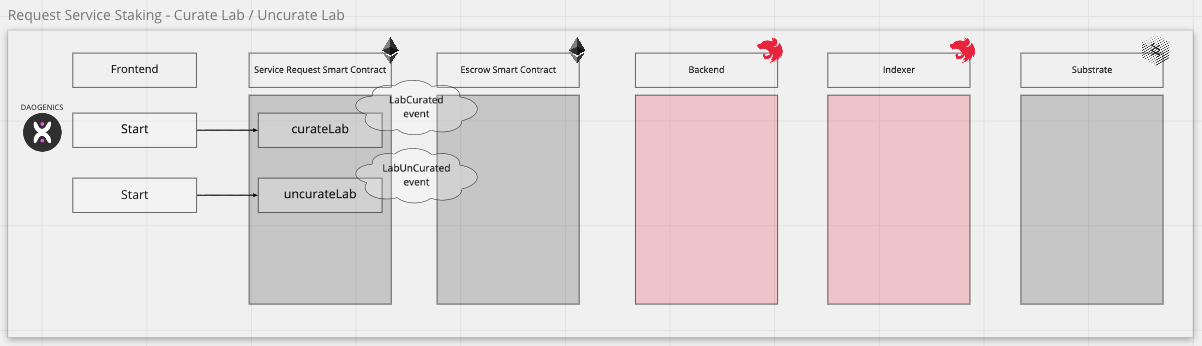 Request Service Staking - Curate Lab / Uncurate Lab
Frontend
Service Request Smart Contract
Escrow Smart Contract
Backend
Indexer
Substrate
DAOGENICS
Start
curateLab
LabCurated
event
Start
uncurateLab
LabUnCurated
event